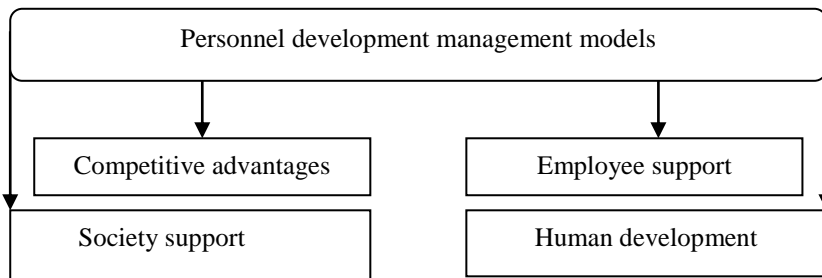 Personnel development management models
Competitive advantages
Employee support
Society support
Human development